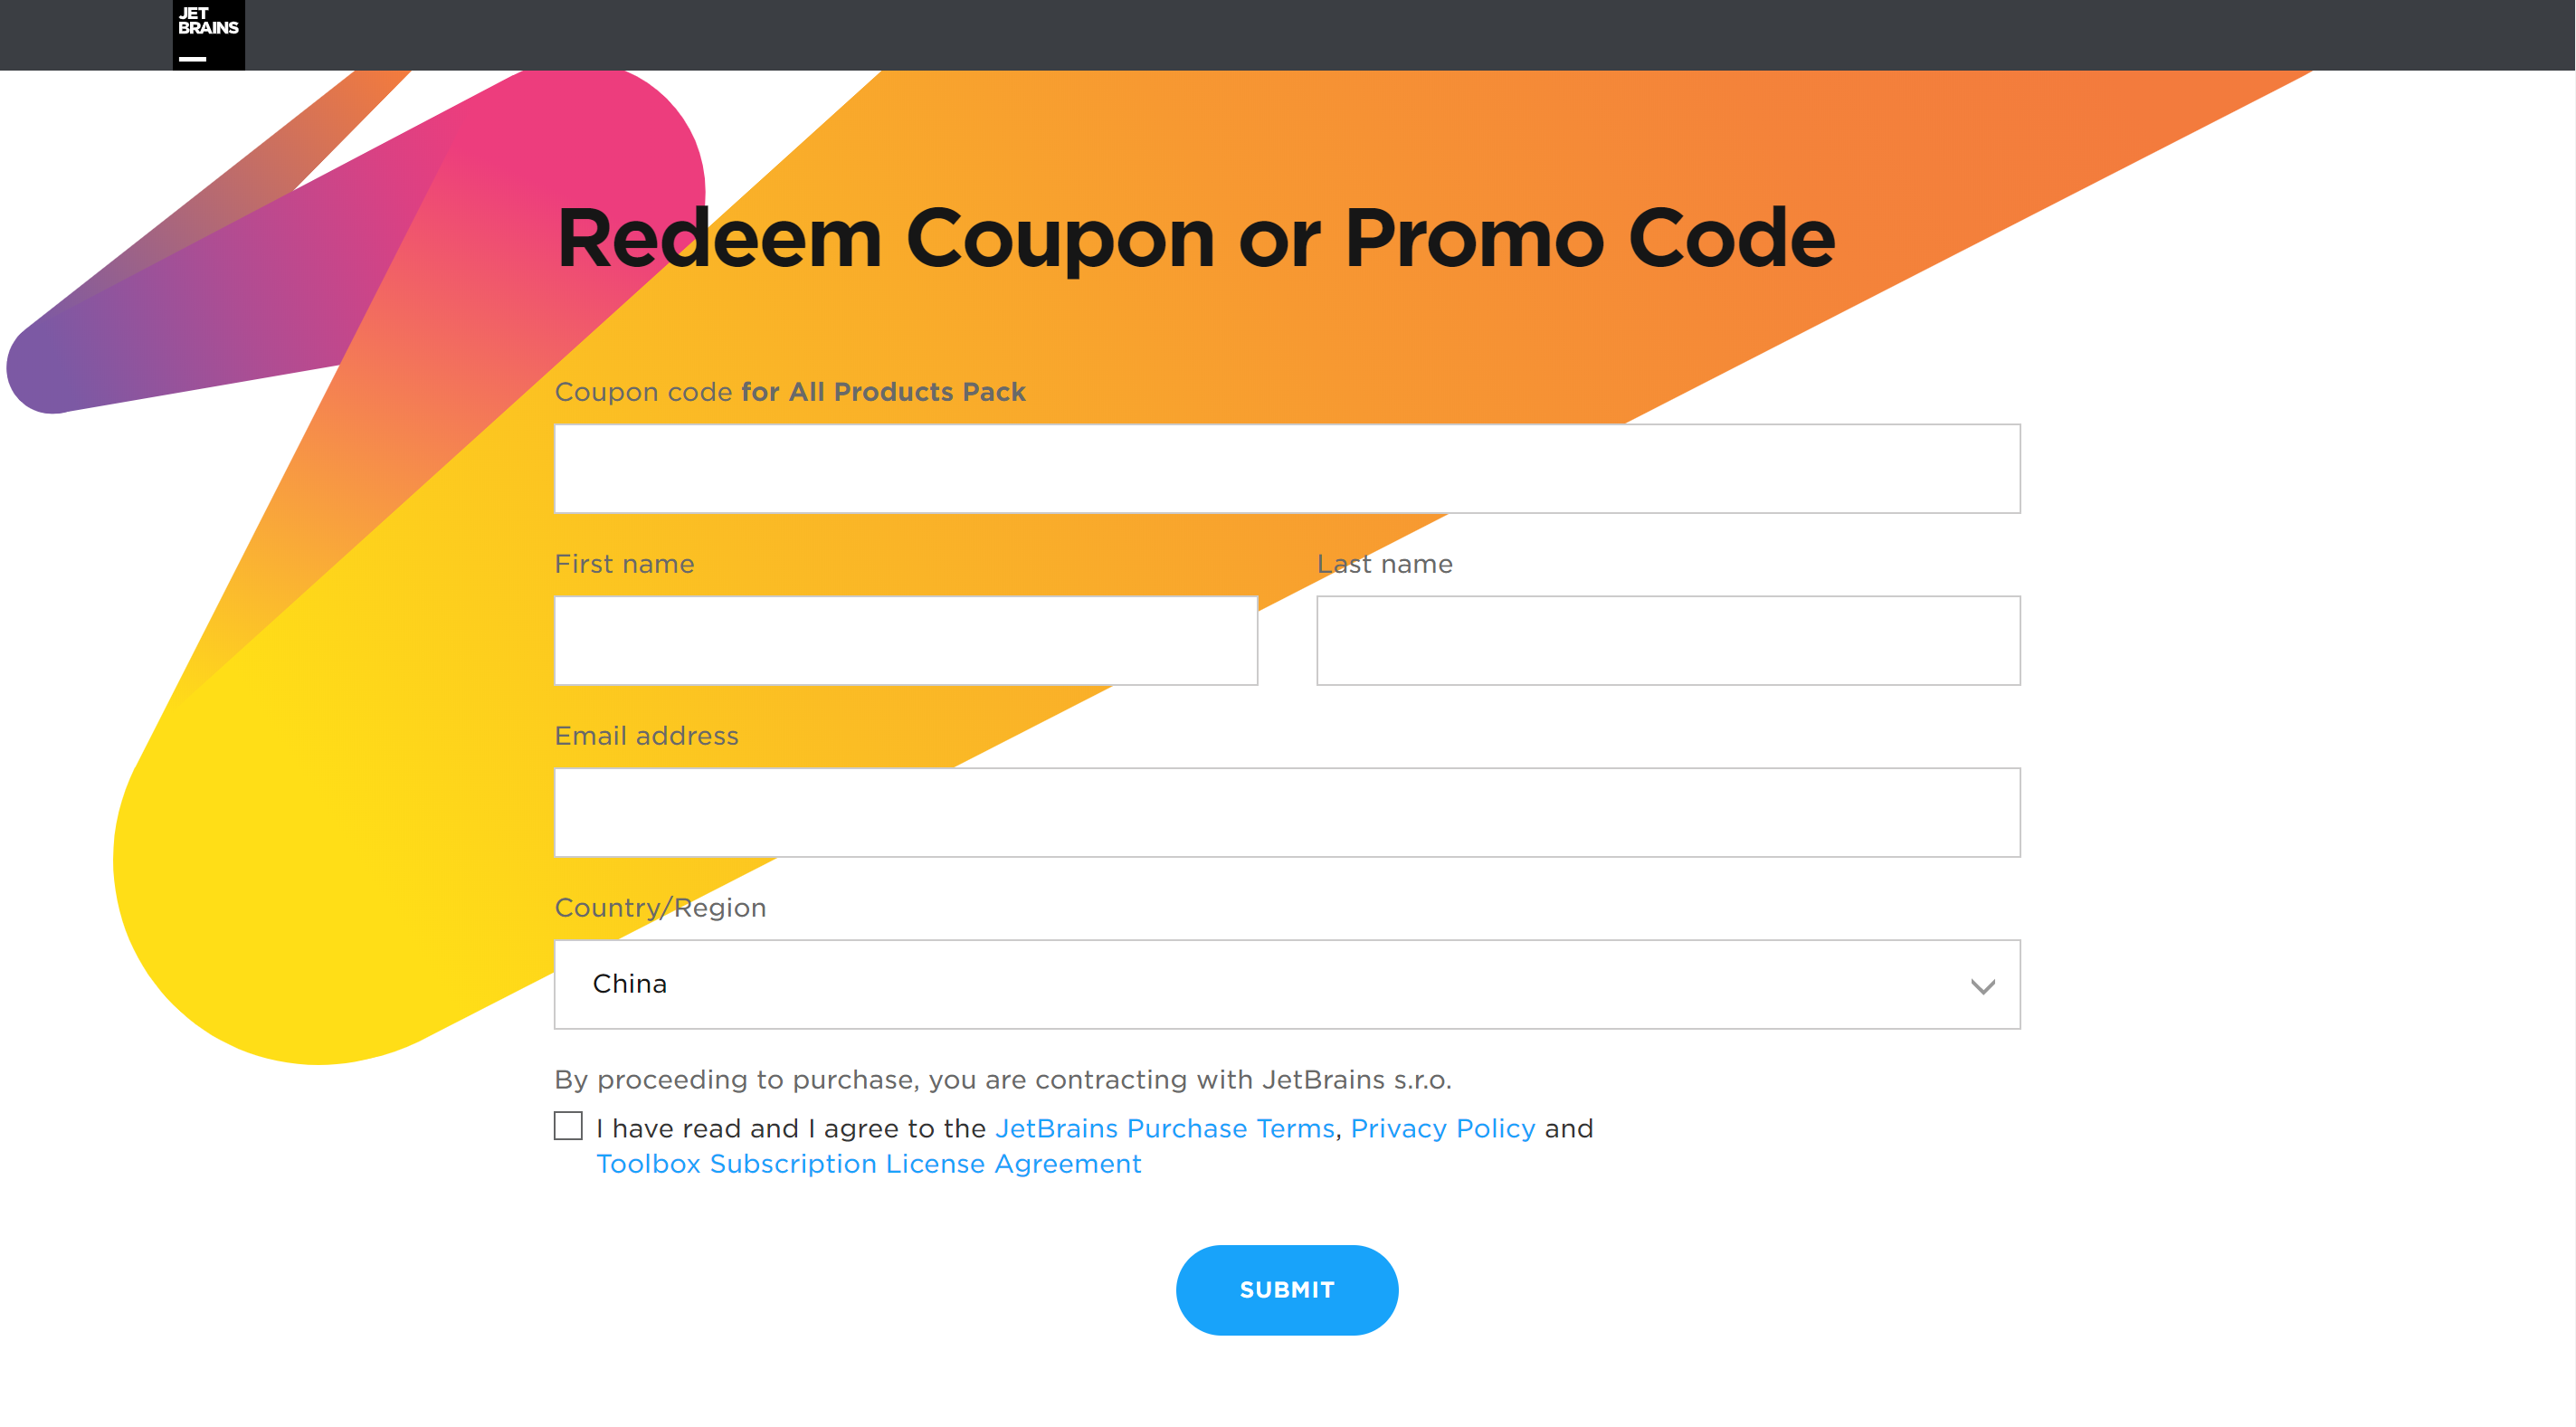 JET
BRAINS
Redeem Coupon or Promo Code
Coupon code for All Products Pack
First name
Last name
Email address
Country/Region
China
By proceeding to purchase, you are contracting with JetBrains s.r.o.
I have read and I agree to the JetBrains Purchase Terms, Privacy Policy and
Toolbox Subscription License Agreement
SUBMIT